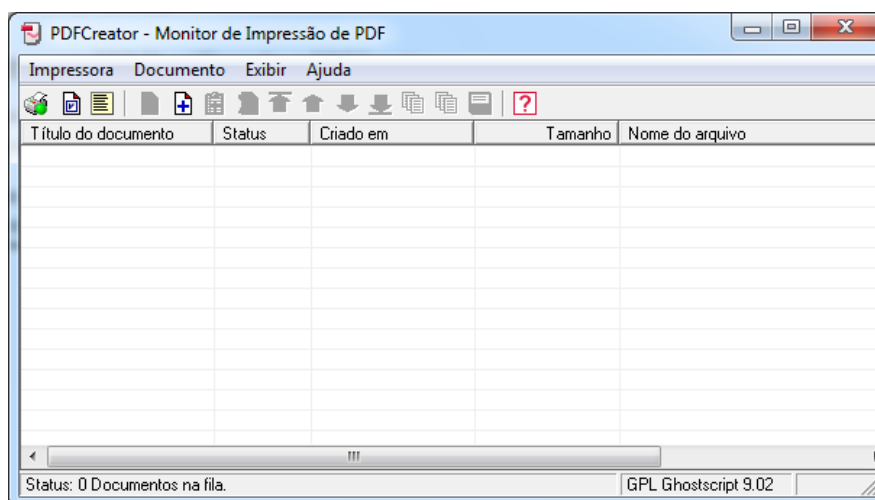 PDFCreator - Monitor de Impressão de PDF
Impressora Documento Exibir Ajuda
Título do documento Status Criado em Tamanho Nome do arquivo
Status: 0 Documentos na fila. GPL Ghostscript 9.02